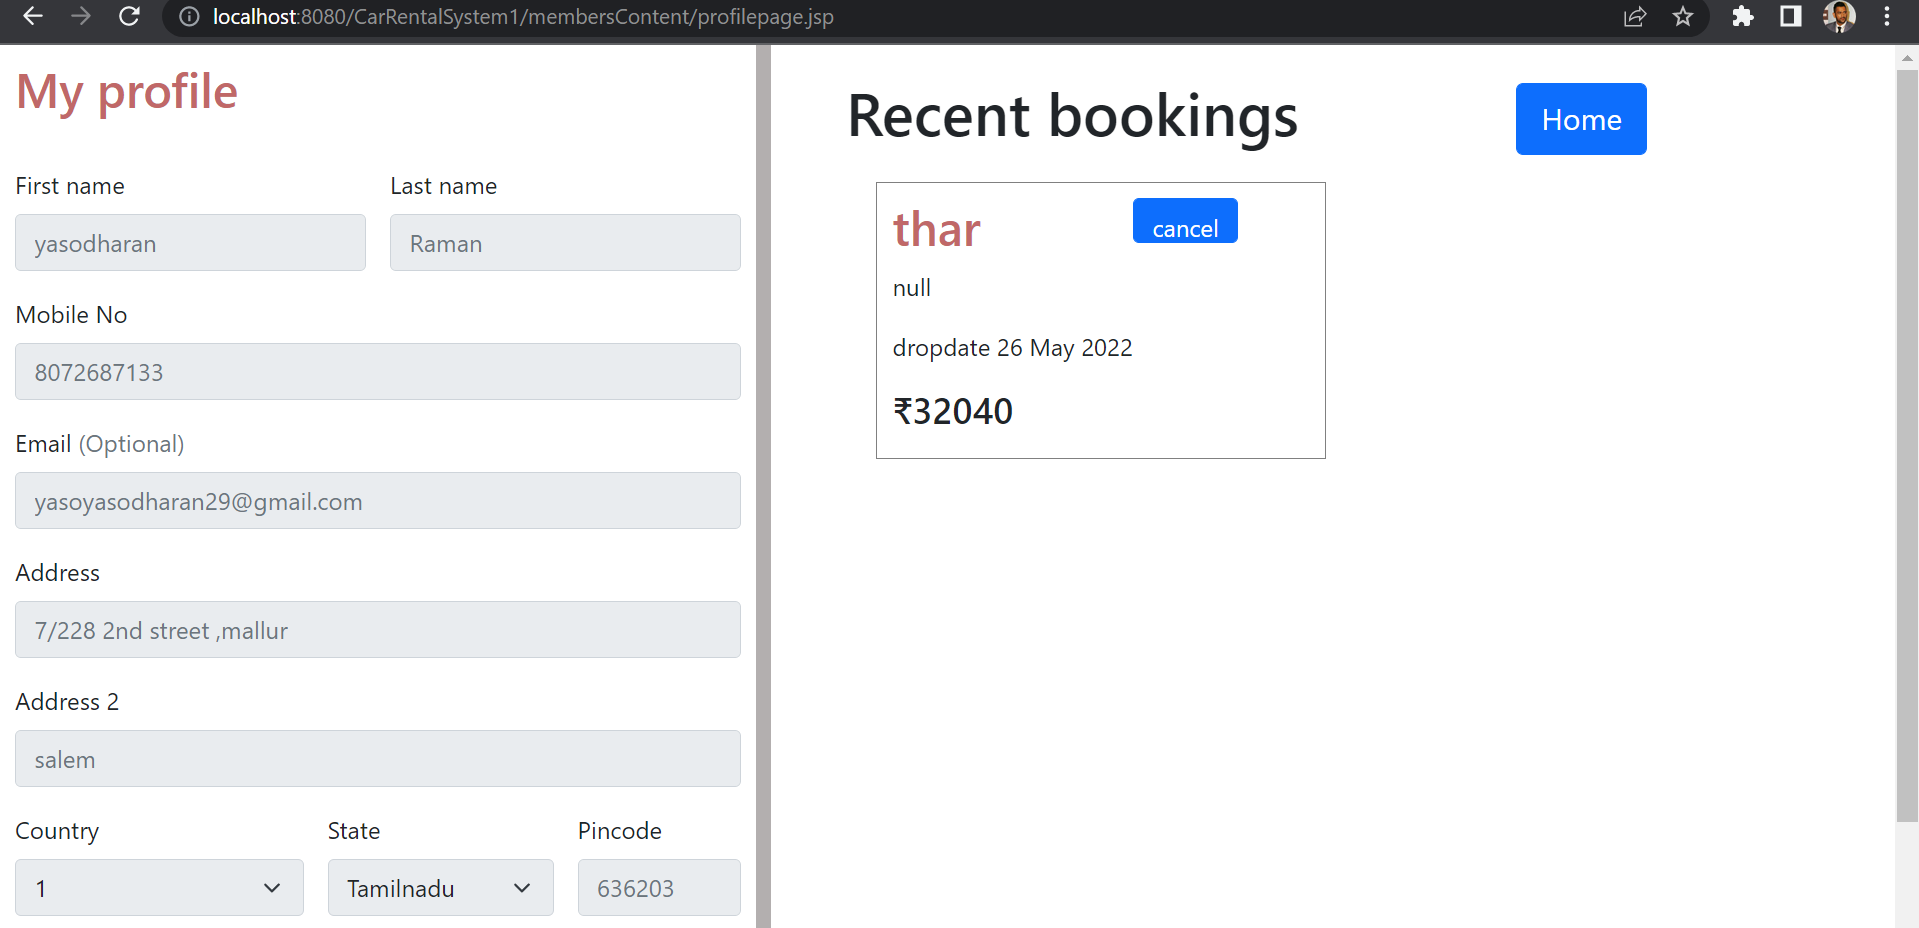 localhost:8080/CarRentalSystem1/membersContent/profilepage.jsp
My profile
First name
Last name
yasodharan
Raman
Mobile No
8072687133
Email (Optional)
yasoyasodharan29@gmail.com
Address
7/228 2nd street ,mallur
Address 2
salem
Country
State
Pincode
1
Tamilnadu
636203
Recent bookings
Home
thar
cancel
null
dropdate 26 May 2022
₹32040